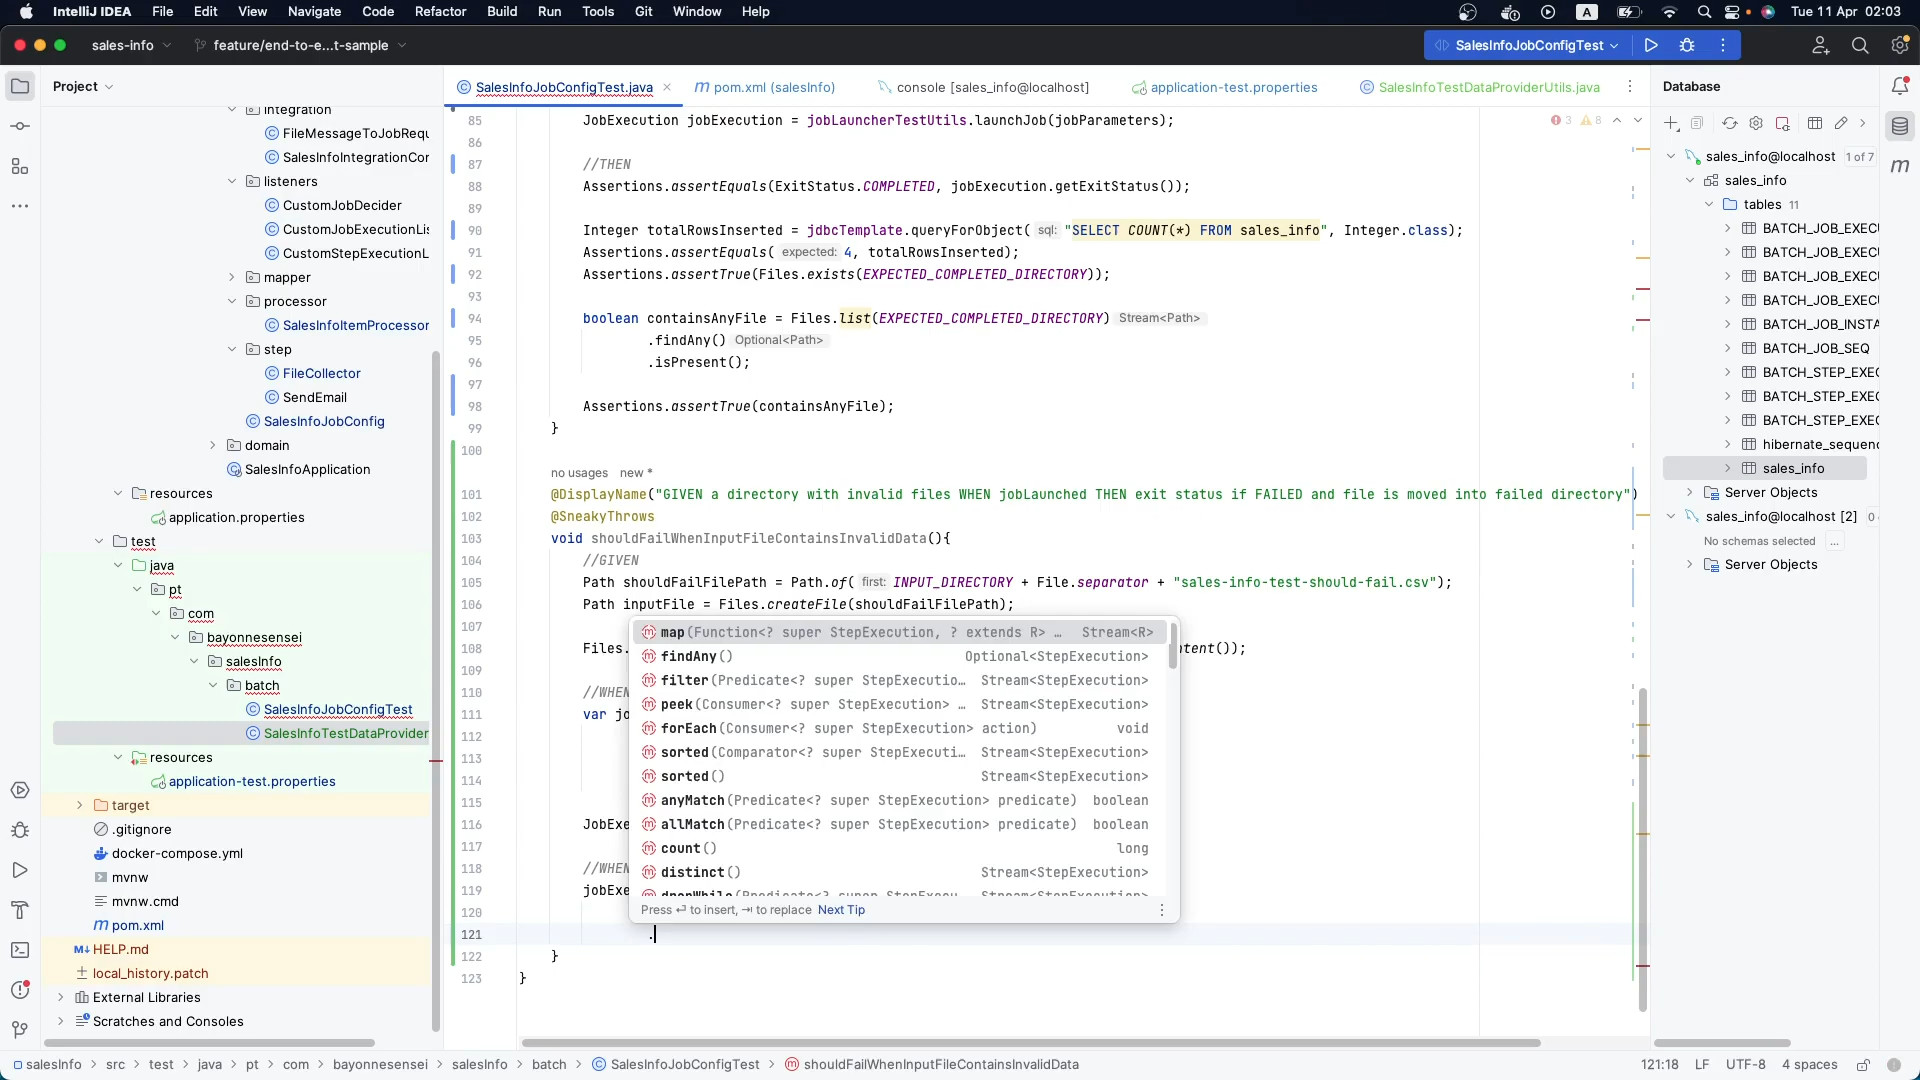 IntelliJ IDEA File Edit View Navigate Code Refactor Build Run Tools Git Window Help
A
Tue 11 Apr 02:03
sales-info
feature/end-to-e...t-sample
SalesInfoJobConfigTest
Project
SalesInfoJobConfigTest.java
pom.xml (salesInfo)
console [sales_info@localhost]
application-test.properties
SalesInfoTestDataProviderUtils.java
Database
integration
FileMessageToJobRequ
SalesInfoIntegrationCor
listeners
CustomJobDecider
CustomJobExecutionLis
CustomStepExecutionL
mapper
processor
SalesInfoItemProcessor
step
FileCollector
SendEmail
SalesInfoJobConfig
domain
SalesInfoApplication
resources
application.properties
test
java
pt
com
bayonnesensei
salesInfo
batch
SalesInfoJobConfigTest
SalesInfoTestDataProvider
resources
application-test.properties
target
.gitignore
docker-compose.yml
mvnw
mvnw.cmd
pom.xml
HELP.md
local_history.patch
External Libraries
Scratches and Consoles
3 8
85 JobExecution jobExecution = jobLauncherTestUtils.launchJob(jobParameters);
86
87 //THEN
88 Assertions.assertEquals(ExitStatus.COMPLETED, jobExecution.getExitStatus());
89
90 Integer totalRowsInserted = jdbcTemplate.queryForObject( sql: "SELECT COUNT(*) FROM sales_info", Integer.class);
91 Assertions.assertEquals( expected: 4, totalRowsInserted);
92 Assertions.assertTrue(Files.exists(EXPECTED_COMPLETED_DIRECTORY));
93
94 boolean containsAnyFile = Files.list(EXPECTED_COMPLETED_DIRECTORY) Stream<Path>
95 .findAny() Optional<Path>
96 .isPresent();
97
98 Assertions.assertTrue(containsAnyFile);
99 }
100
no usages new *
101 @DisplayName("GIVEN a directory with invalid files WHEN jobLaunched THEN exit status if FAILED and file is moved into failed directory")
102 @SneakyThrows
103 void shouldFailWhenInputFileContainsInvalidData(){
104 //GIVEN
105 Path shouldFailFilePath = Path.of( first: INPUT_DIRECTORY + File.separator + "sales-info-test-should-fail.csv");
106 Path inputFile = Files.createFile(shouldFailFilePath);
107
108 Files. ntent());
109
110 //WHEN
111 var jo
112
113
114
115
116 JobExe
117
118 //WHEN
119 jobExe
120
121 .
122 }
123 }
map(Function<? super StepExecution, ? extends R> … Stream<R>
findAny() Optional<StepExecution>
filter(Predicate<? super StepExecutio… Stream<StepExecution>
peek(Consumer<? super StepExecution> … Stream<StepExecution>
forEach(Consumer<? super StepExecution> action) void
sorted(Comparator<? super StepExecuti… Stream<StepExecution>
sorted() Stream<StepExecution>
anyMatch(Predicate<? super StepExecution> predicate) boolean
allMatch(Predicate<? super StepExecution> predicate) boolean
count() long
distinct() Stream<StepExecution>
dropWhile(Predicate<? super StepExecu… Stream<StepExecution>
Press ⏎ to insert, ⇥ to replace Next Tip
m
sales_info@localhost 1 of 7
sales_info
tables 11
BATCH_JOB_EXECU
BATCH_JOB_EXECU
BATCH_JOB_EXECU
BATCH_JOB_EXECU
BATCH_JOB_INSTA
BATCH_JOB_SEQ
BATCH_STEP_EXEC
BATCH_STEP_EXEC
BATCH_STEP_EXEC
hibernate_sequenc
sales_info
Server Objects
sales_info@localhost [2] 0
No schemas selected ...
Server Objects
salesInfo > src > test > java > pt > com > bayonnesensei > salesInfo > batch > SalesInfoJobConfigTest > shouldFailWhenInputFileContainsInvalidData
121:18 LF UTF-8 4 spaces